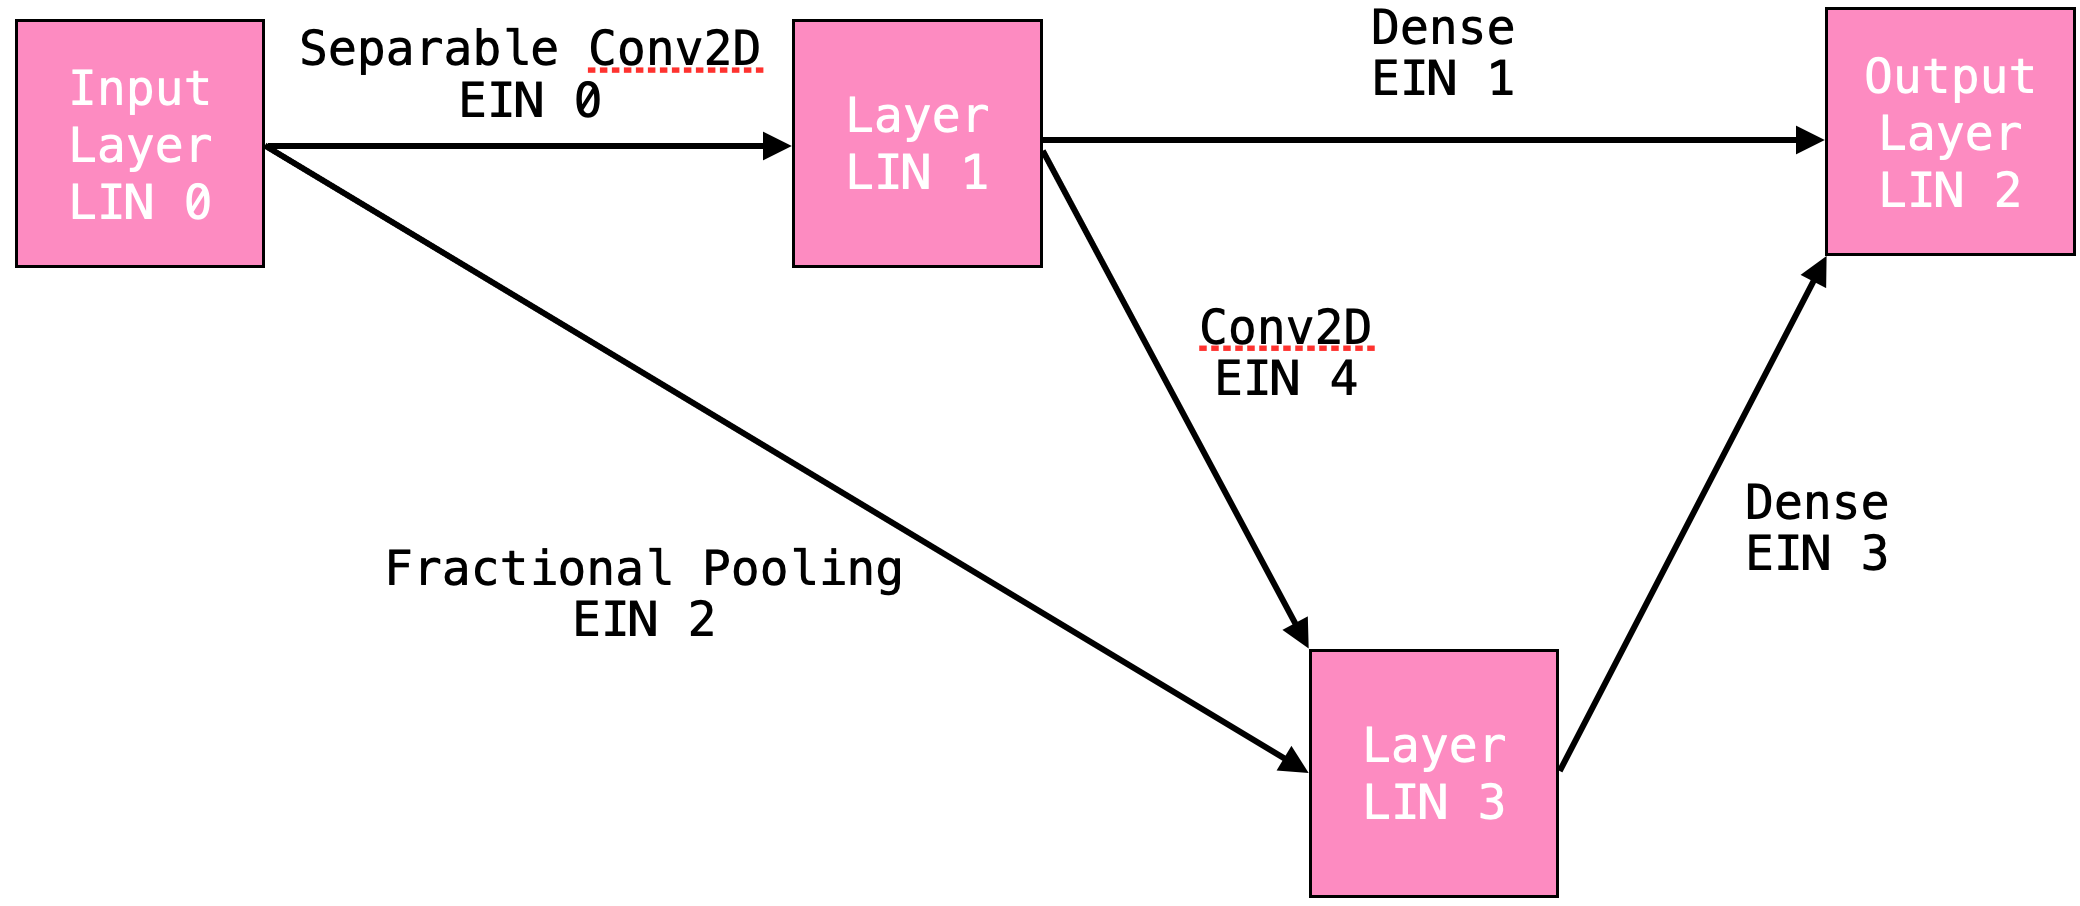 Input
Layer
LIN 0
Separable Conv2D
EIN 0
Layer
LIN 1
Dense
EIN 1
Output
Layer
LIN 2
Conv2D
EIN 4
Dense
EIN 3
Fractional Pooling
EIN 2
Layer
LIN 3